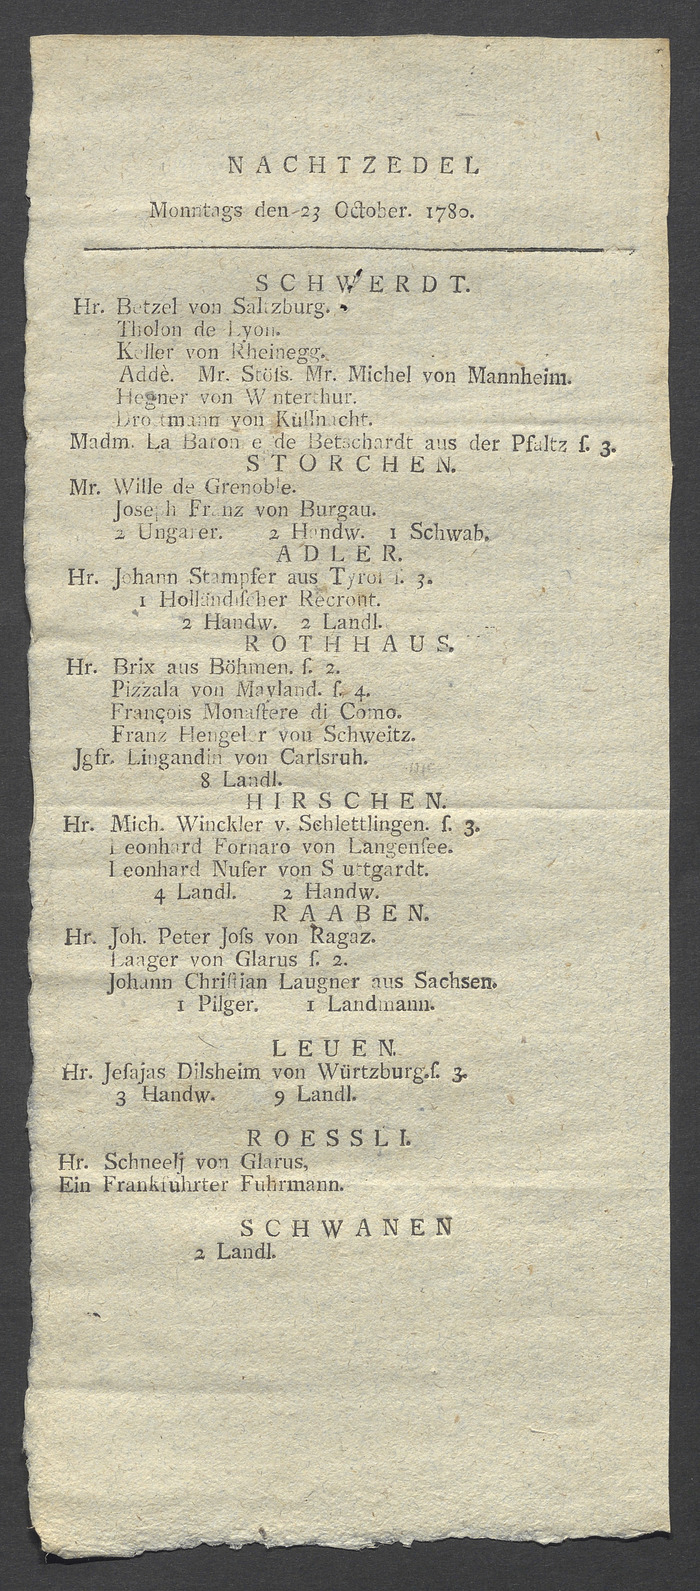 NACHTZEDEL
Monntags den 23 October. 1780.
SCHWERDT.
Hr. Betzel von Saltzburg.
Tholon de Lyon.
Keller von Rheinegg.
Addè. Mr. Stöſs. Mr. Michel von Mannheim.
Hegner von Winterthur.
von Küſſnacht.
Madm. La Baronne de Betschardt aus der Pfaltz ſ. 3.
STORCHEN.
Mr. Wille de Grenoble.
Joseph Franz von Burgau.
2 Ungarer. 2 Handw. 1 Schwab.
ADLER.
Hr. Johann Stampfer aus Tyrol ſ. 3.
1 Holländiſcher Recront.
2 Handw. 2 Landl.
ROTHHAUS.
Hr. Brix aus Böhmen. ſ. 2.
Pizzala von Mayland. ſ. 4.
François Monaſtere di Como.
Franz Hengeler von Schweitz.
Jgfr. Lingandin von Carlsruh.
8 Landl.
HIRSCHEN.
Hr. Mich. Winckler v. Schlettlingen. ſ. 3.
Leonhard Fornaro von Langenſee.
Leonhard Nuſer von Stuttgardt.
4 Landl. 2 Handw.
RAABEN.
Hr. Joh. Peter Joſs von Ragaz.
Laager von Glarus ſ. 2.
Johann Chriſtian Laugner aus Sachsen.
1 Pilger. 1 Landmann.
LEUEN.
Hr. Jeſajas Dilsheim von Würtzburg. ſ. 3.
3 Handw. 9 Landl.
ROESSLI.
Hr. Schneelj von Glarus,
Ein Frankfuhrter Fuhrmann.
SCHWANEN
2 Landl.